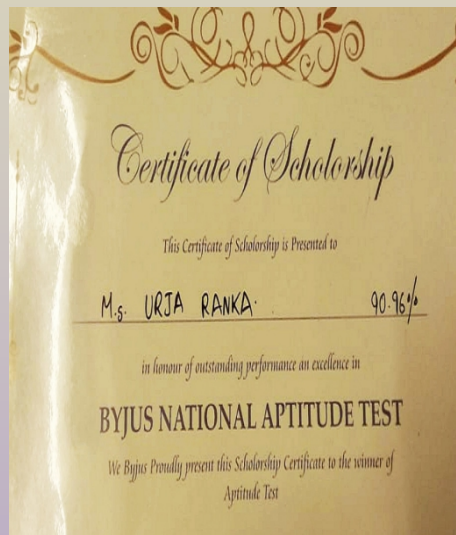 Certificate of Scholorship
This Certificate of Scholorship is Presented to
M.s. URJA RANKA. 90.96%
in honour of outstanding performance an excellence in
BYJUS NATIONAL APTITUDE TEST
We Byjus Proudly present this Scholorship Certificate to the winner of
Aptitude Test